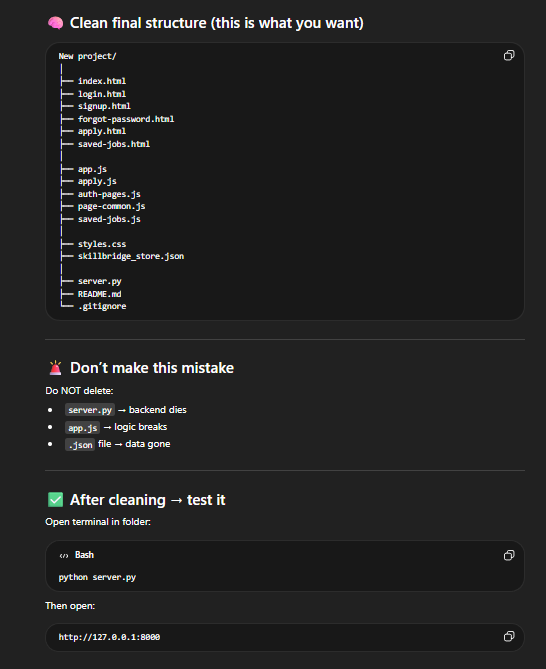 🧠 Clean final structure (this is what you want)
New project/
│
├── index.html
├── login.html
├── signup.html
├── forgot-password.html
├── apply.html
├── saved-jobs.html
│
├── app.js
├── apply.js
├── auth-pages.js
├── page-common.js
├── saved-jobs.js
│
├── styles.css
├── skillbridge_store.json
│
├── server.py
├── README.md
└── .gitignore
🚨 Don’t make this mistake
Do NOT delete:
• server.py → backend dies
• app.js → logic breaks
• .json file → data gone
✅ After cleaning → test it
Open terminal in folder:
</> Bash
python server.py
Then open:
http://127.0.0.1:8000